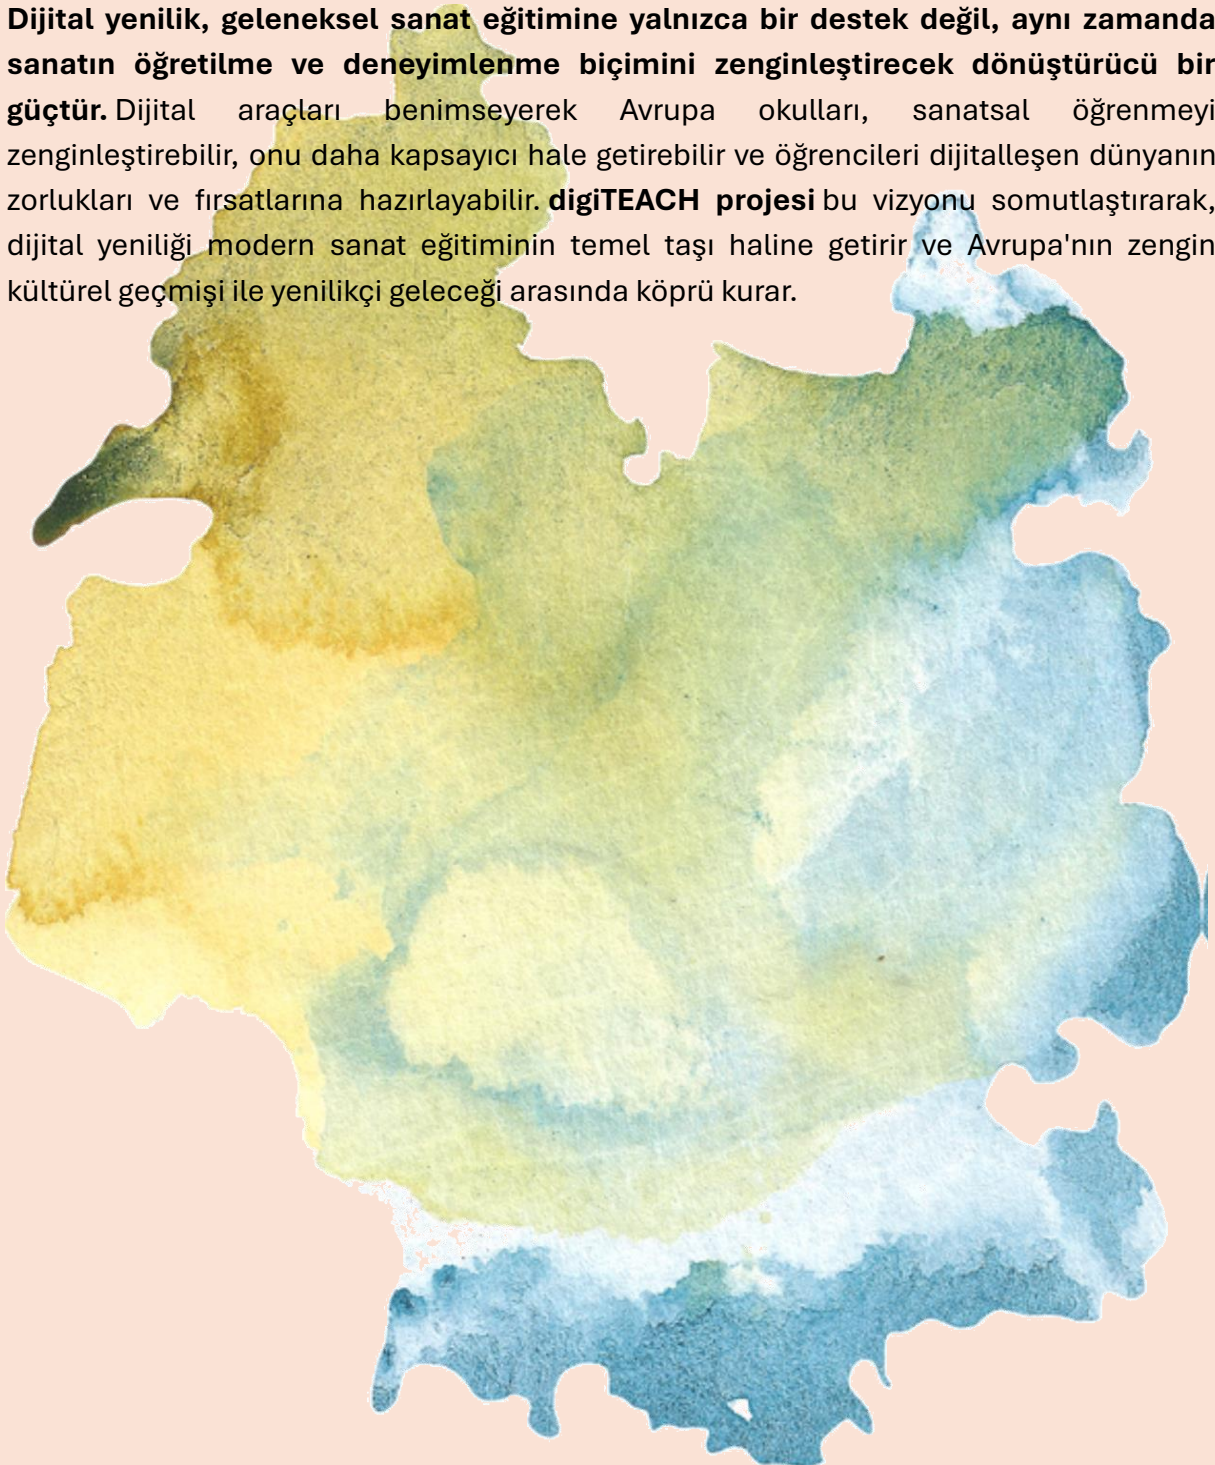 Dijital yenilik, geleneksel sanat eğitimine yalnızca bir destek değil, aynı zamanda
sanatın öğretilme ve deneyimlenme biçimini zenginleştirecek dönüştürücü bir
güçtür. Dijital araçları benimseyerek Avrupa okulları, sanatsal öğrenmeyi
zenginleştirebilir, onu daha kapsayıcı hale getirebilir ve öğrencileri dijitalleşen dünyanın
zorlukları ve fırsatlarına hazırlayabilir. digiTEACH projesi bu vizyonu somutlaştırarak,
dijital yeniliği modern sanat eğitiminin temel taşı haline getirir ve Avrupa'nın zengin
kültürel geçmişi ile yenilikçi geleceği arasında köprü kurar.